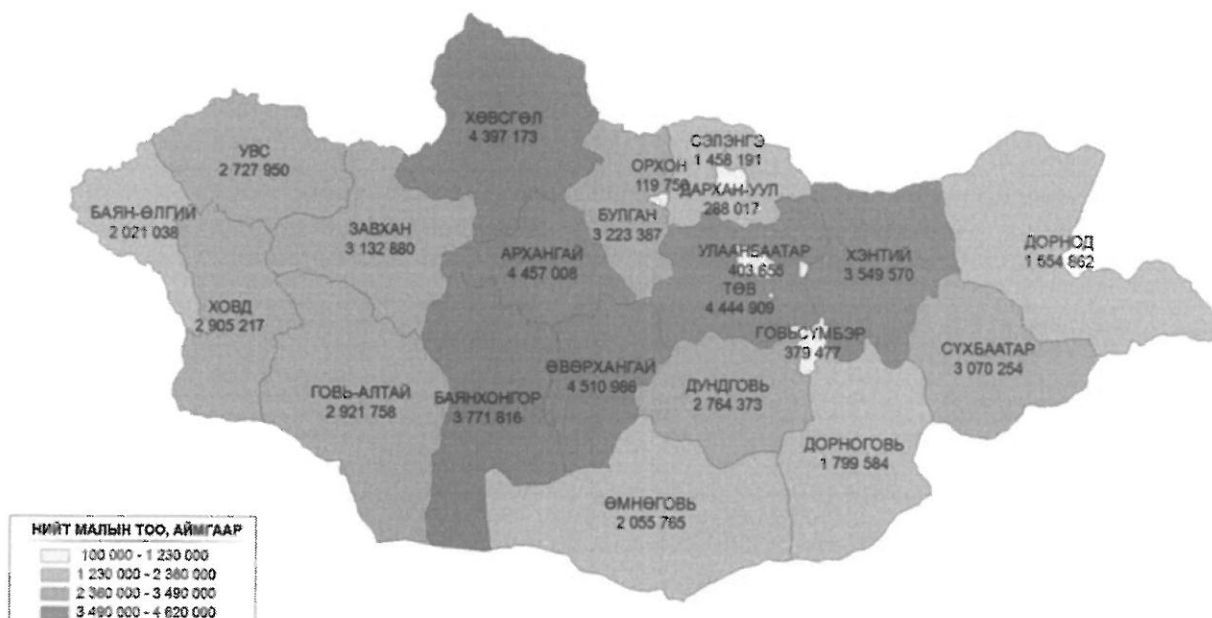 ХӨВСГӨЛ
4 397 173
УВС
2 727 950
СЭЛЭНГЭ
1 458 191
ОРХОН
119 756
ДАРХАН-УУЛ
288 017
БАЯН-ӨЛГИЙ
2 021 038
ЗАВХАН
3 132 880
БУЛГАН
3 223 387
АРХАНГАЙ
4 457 008
УЛААНБААТАР
403 655
ТӨВ
4 444 909
ХЭНТИЙ
3 549 570
ДОРНОД
1 554 862
ХОВД
2 905 217
ГОВЬСҮМБЭР
379 477
СҮХБААТАР
3 070 254
ГОВЬ-АЛТАЙ
2 921 758
БАЯНХОНГОР
3 771 816
ӨВӨРХАНГАЙ
4 510 986
ДУНДГОВЬ
2 764 373
ДОРНОГОВЬ
1 799 584
ӨМНӨГОВЬ
2 055 765
НИЙТ МАЛЫН ТОО, АЙМГААР
100 000 - 1 230 000
1 230 000 - 2 360 000
2 360 000 - 3 490 000
3 490 000 - 4 620 000